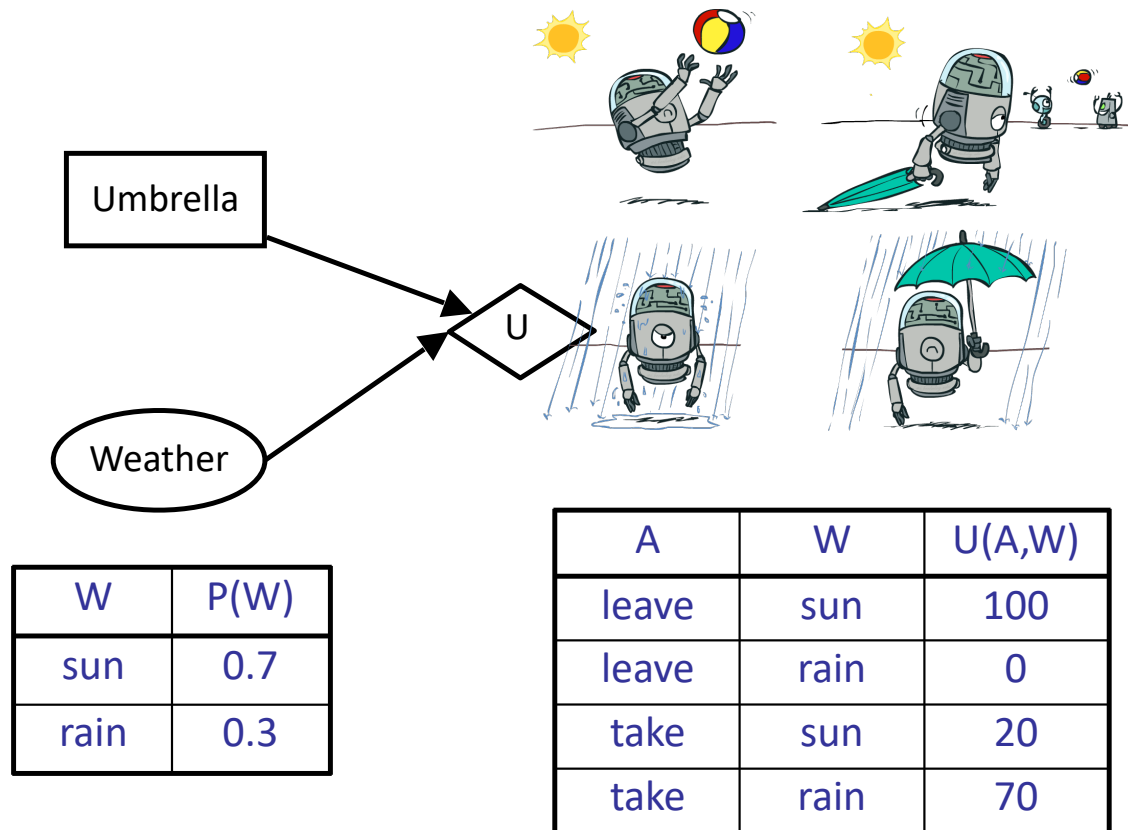 Umbrella
U
Weather
W P(W)
sun 0.7
rain 0.3
A W U(A,W)
leave sun 100
leave rain 0
take sun 20
take rain 70